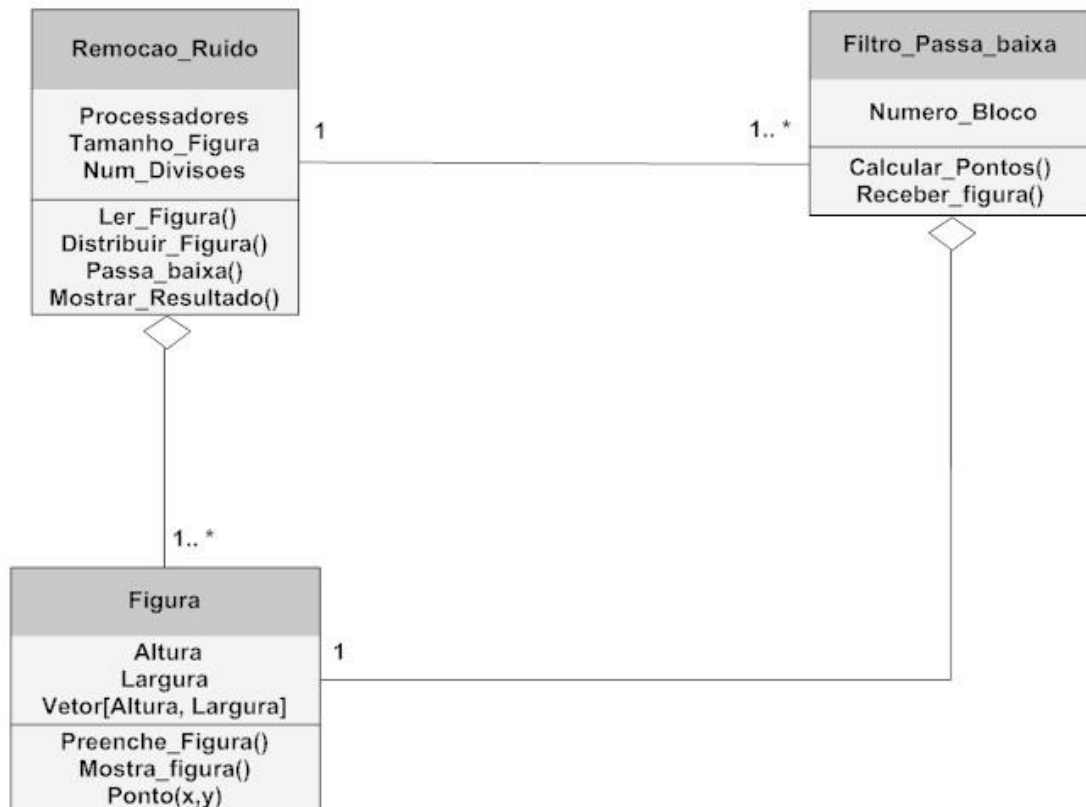 Remocao_Ruido
Processadores
Tamanho_Figura
Num_Divisoes
Ler_Figura()
Distribuir_Figura()
Passa_baixa()
Mostrar_Resultado()
1
1.. *
Filtro_Passa_baixa
Numero_Bloco
Calcular_Pontos()
Receber_figura()
1.. *
Figura
Altura
Largura
Vetor[Altura, Largura]
Preenche_Figura()
Mostra_figura()
Ponto(x,y)
1